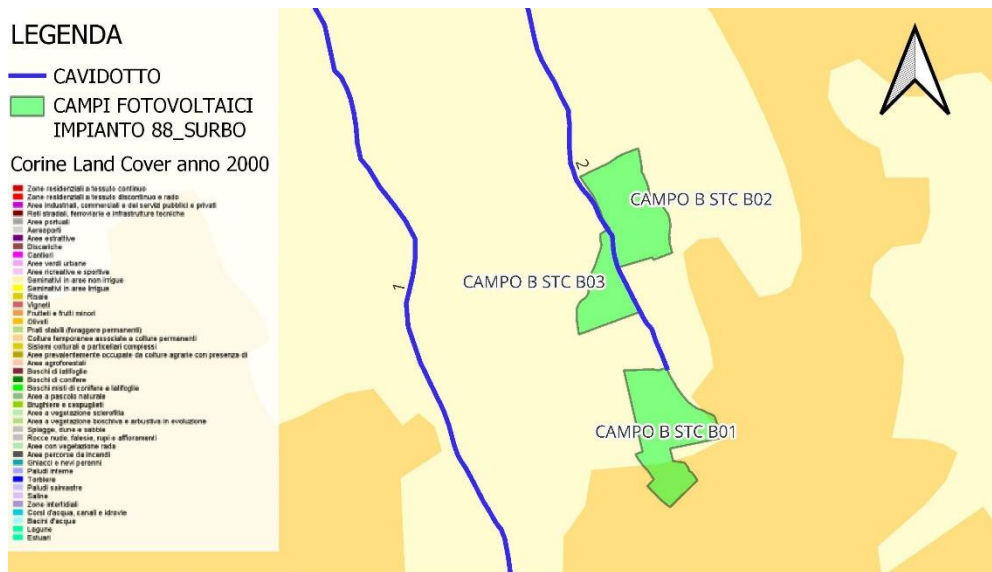 LEGENDA
CAVIDOTTO
CAMPI FOTOVOLTAICI
IMPIANTO 88_SURBO
Corine Land Cover anno 2000
Zone residenziali a tessuto continuo
Zone residenziali a tessuto discontinuo e rado
Aree industriali, commerciali e dei servizi pubblici e privati
Reti stradali, ferroviarie e infrastrutture tecniche
Aree portuali
Aeroporti
Aree estrattive
Discariche
Cantieri
Aree verdi urbane
Aree ricreative e sportive
Seminativi in aree non irrigue
Seminativi in aree irrigue
Risaie
Vigneti
Frutteti e frutti minori
Oliveti
Prati stabili (foraggere permanenti)
Colture temporanee associate a colture permanenti
Sistemi colturali e particellari complessi
Aree prevalentemente occupate da colture agrarie con presenza di
Aree agroforestali
Boschi di latifoglie
Boschi di conifere
Boschi misti di conifere e latifoglie
Aree a pascolo naturale
Brughiere e cespuglieti
Aree a vegetazione sclerofilla
Aree a vegetazione boschiva e arbustiva in evoluzione
Spiagge, dune e sabbie
Rocce nude, falesie, rupi e affioramenti
Aree con vegetazione rada
Aree percorse da incendi
Ghiacci e nevi perenni
Paludi interne
Torbiere
Paludi salmastre
Saline
Zone intertidali
Corsi d'acqua, canali e idrovie
Bacini d'acqua
Lagune
Estuari
1
2
CAMPO B STC B02
CAMPO B STC B03
CAMPO B STC B01